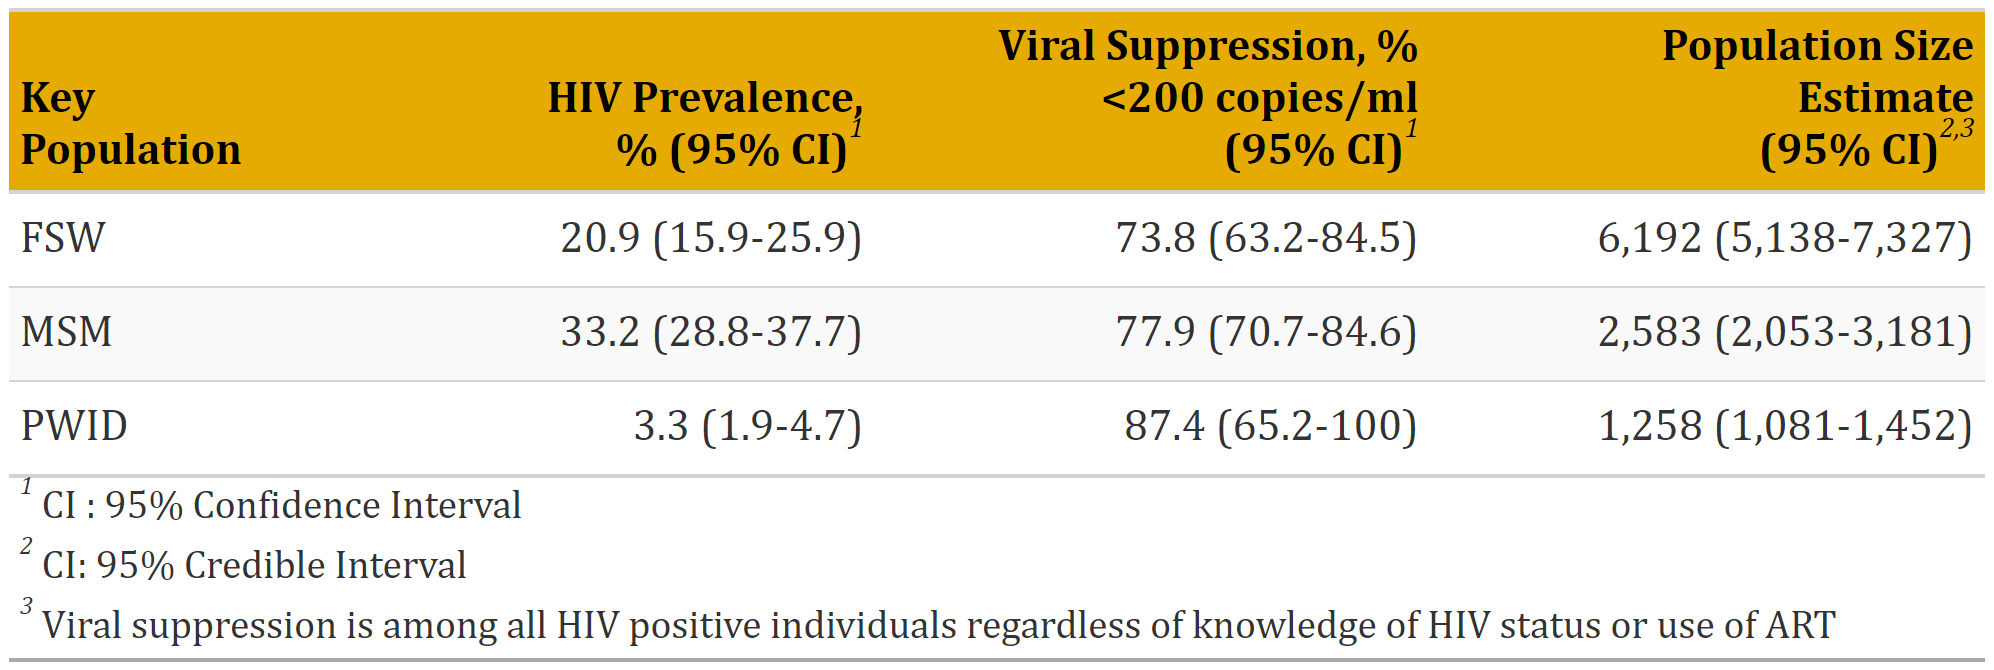 Key Population HIV Prevalence, % (95% CI)1 Viral Suppression, % <200 copies/ml (95% CI)1 Population Size Estimate (95% CI)2,3
FSW 20.9 (15.9-25.9) 73.8 (63.2-84.5) 6,192 (5,138-7,327)
MSM 33.2 (28.8-37.7) 77.9 (70.7-84.6) 2,583 (2,053-3,181)
PWID 3.3 (1.9-4.7) 87.4 (65.2-100) 1,258 (1,081-1,452)
1 CI : 95% Confidence Interval
2 CI: 95% Credible Interval
3 Viral suppression is among all HIV positive individuals regardless of knowledge of HIV status or use of ART